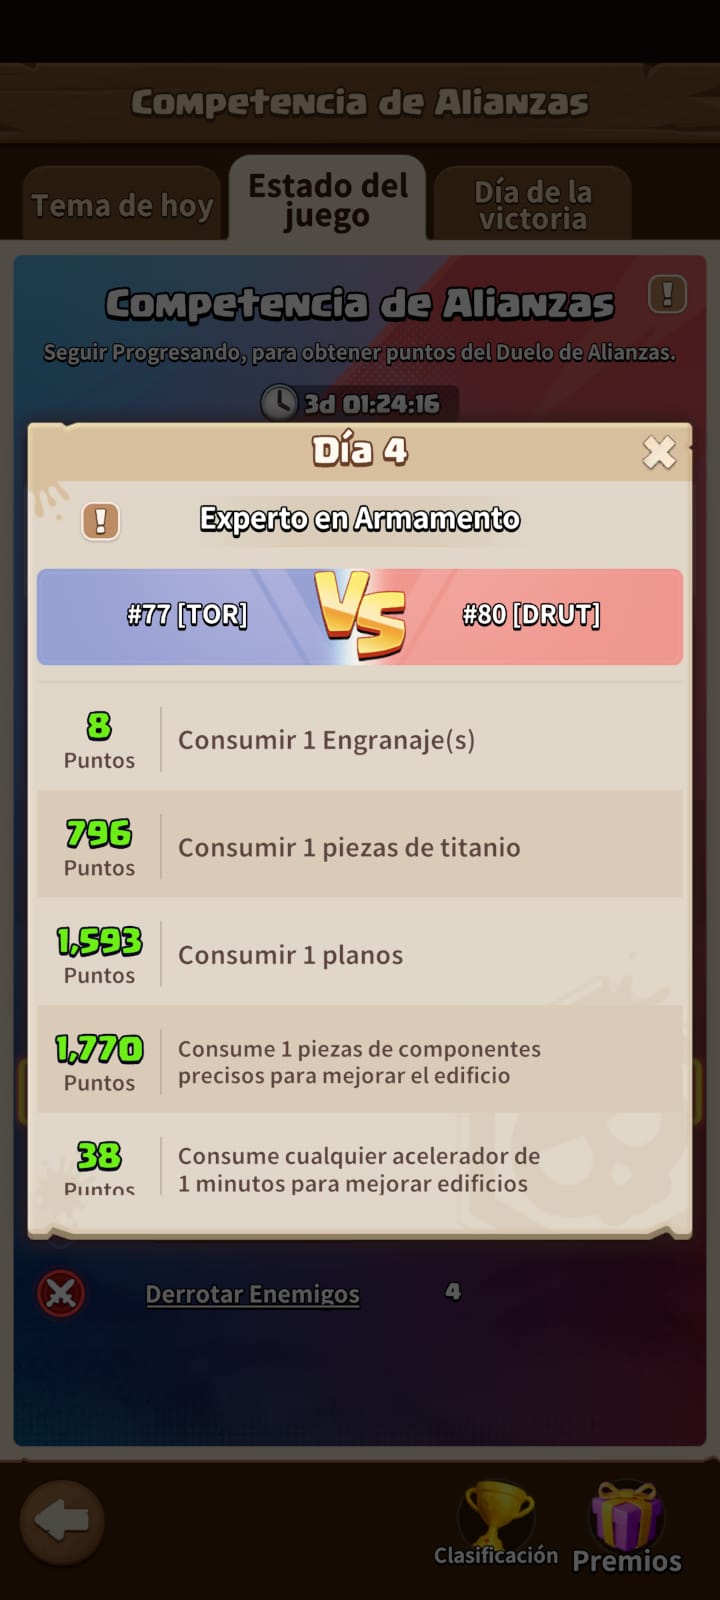 Competencia de Alianzas
Tema de hoy
Estado del
juego
Día de la
victoria
Competencia de Alianzas
!
Seguir Progresando, para obtener puntos del Duelo de Alianzas.
3d 01:24:16
Día 4
!
Experto en Armamento
#77 [TOR]
VS
#80 [DRUT]
8
Puntos
Consumir 1 Engranaje(s)
796
Puntos
Consumir 1 piezas de titanio
1,593
Puntos
Consumir 1 planos
1,770
Puntos
Consume 1 piezas de componentes
precisos para mejorar el edificio
38
Puntos
Consume cualquier acelerador de
1 minutos para mejorar edificios
Derrotar Enemigos
4
Clasificación
Premios